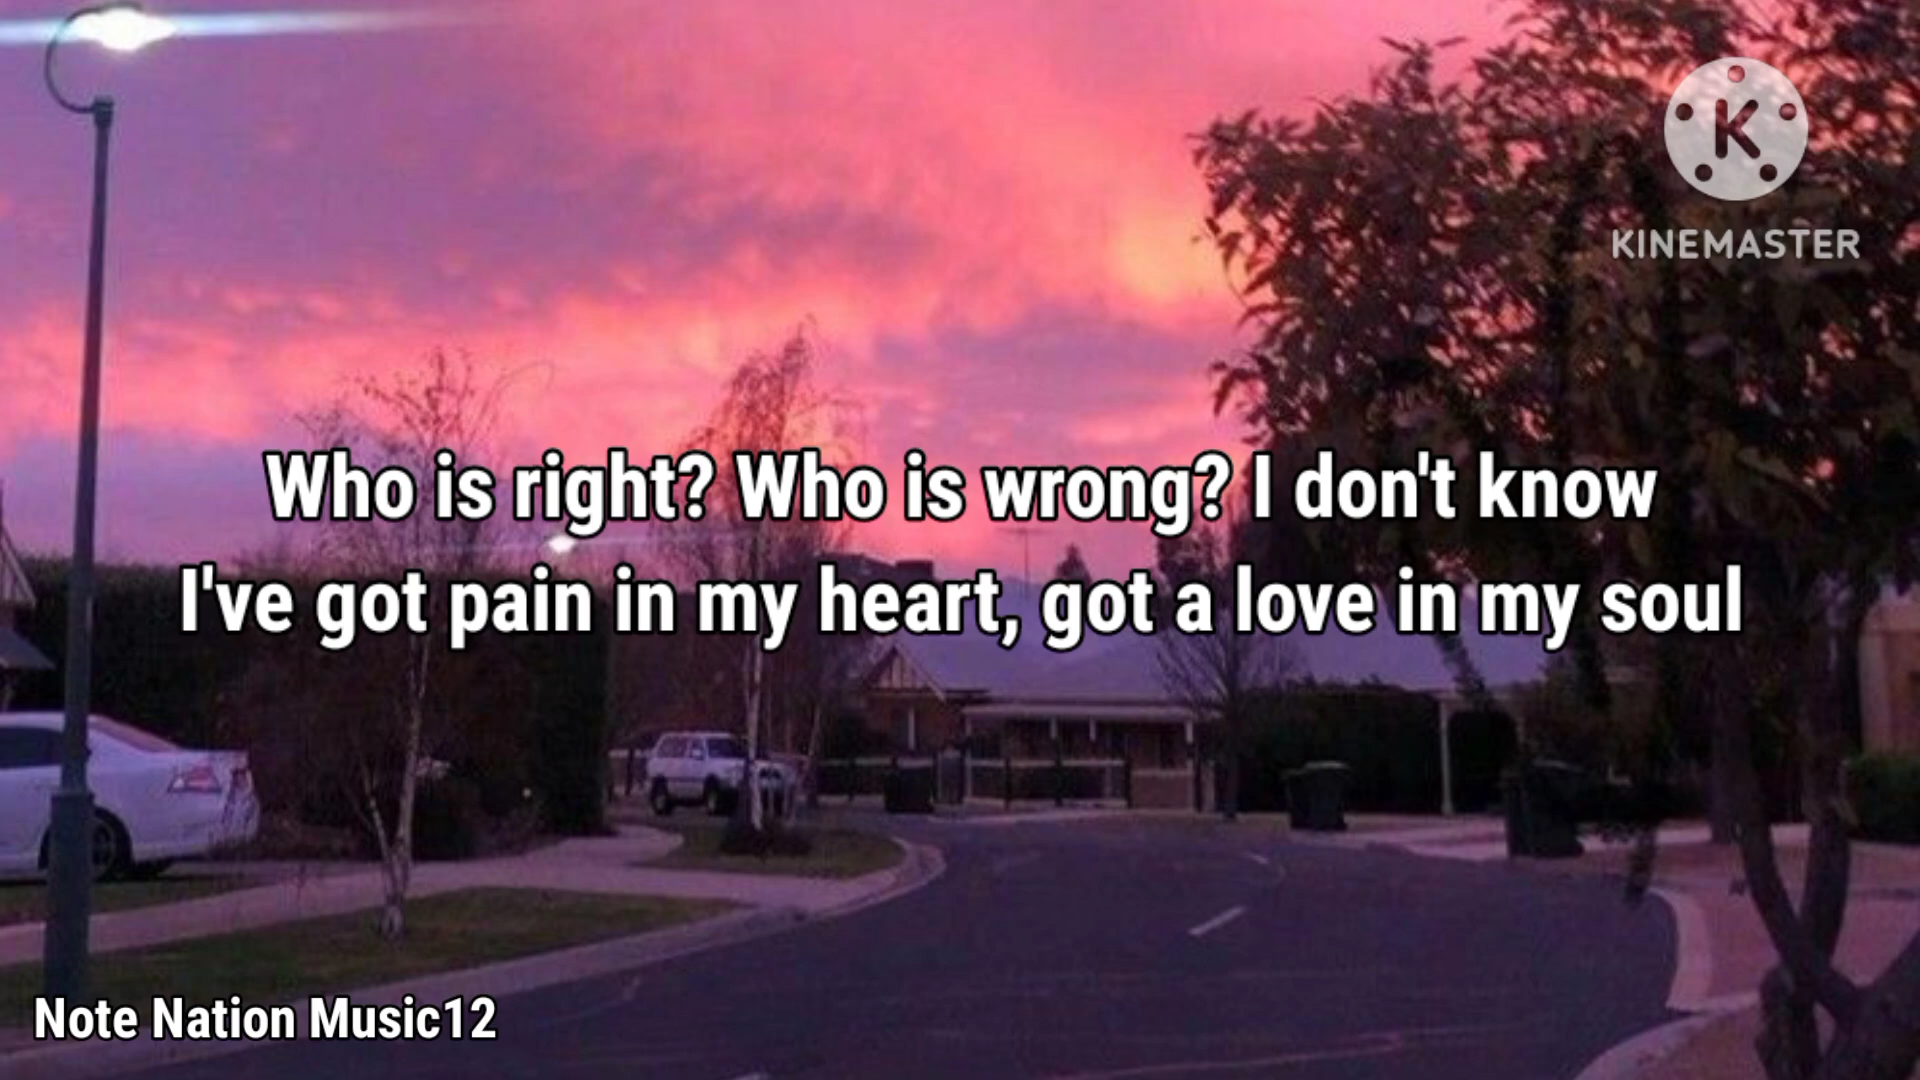 K
KINEMASTER
Who is right? Who is wrong? I don't know
I've got pain in my heart, got a love in my soul
Note Nation Music12